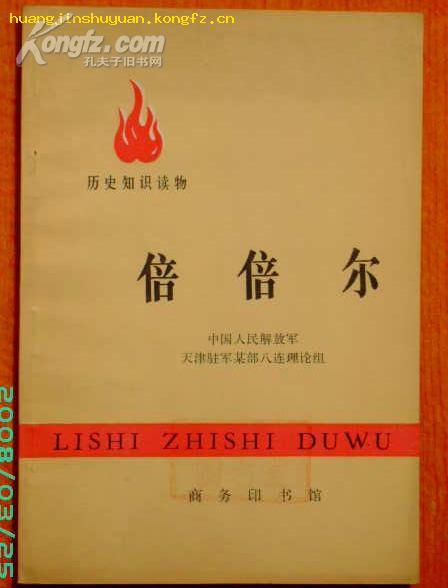 huangjinshuyuan.kongfz.cn
Kongfz.com
孔夫子旧书网
历史知识读物
倍倍尔
中国人民解放军
天津驻军某部八连理论组
LISHI ZHISHI DUWU
商务印书馆
2008/03/25